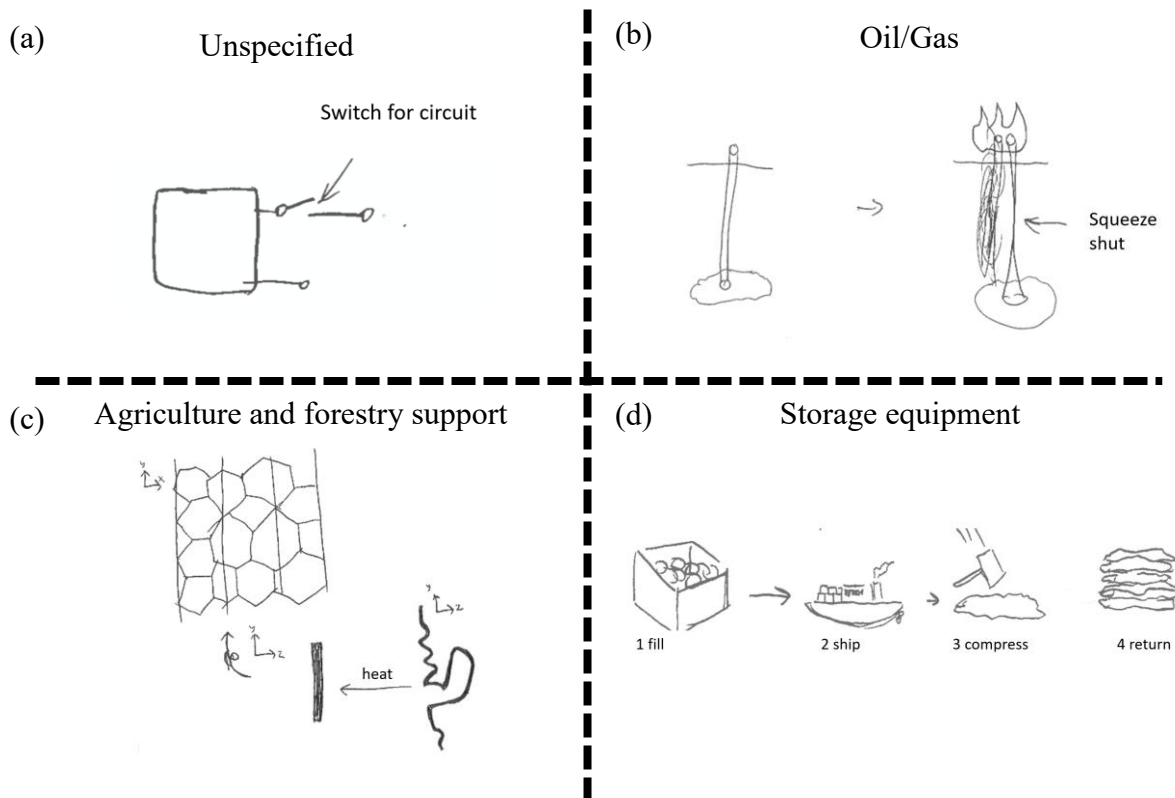 (a)
Unspecified
Switch for circuit
(b)
Oil/Gas
Squeeze
shut
(c)
Agriculture and forestry support
y
x
y
z
heat
y
z
(d)
Storage equipment
1 fill
2 ship
3 compress
4 return